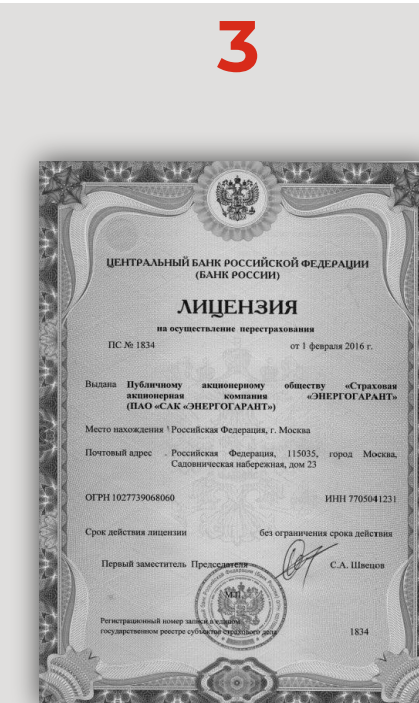 3
ЦЕНТРАЛЬНЫЙ БАНК РОССИЙСКОЙ ФЕДЕРАЦИИ
(БАНК РОССИИ)
ЛИЦЕНЗИЯ
на осуществление перестрахования
ПС № 1834 от 1 февраля 2016 г.
Выдана Публичному акционерному обществу «Страховая
акционерная компания «ЭНЕРГОГАРАНТ»
(ПАО «САК «ЭНЕРГОГАРАНТ»)
Место нахождения Российская Федерация, г. Москва
Почтовый адрес Российская Федерация, 115035, город Москва,
Садовническая набережная, дом 23
ОГРН 1027739068060 ИНН 7705041231
Срок действия лицензии без ограничения срока действия
Первый заместитель Председателя С.А. Швецов
М.П.
Регистрационный номер записи в едином
государственном реестре субъектов страхового дела 1834